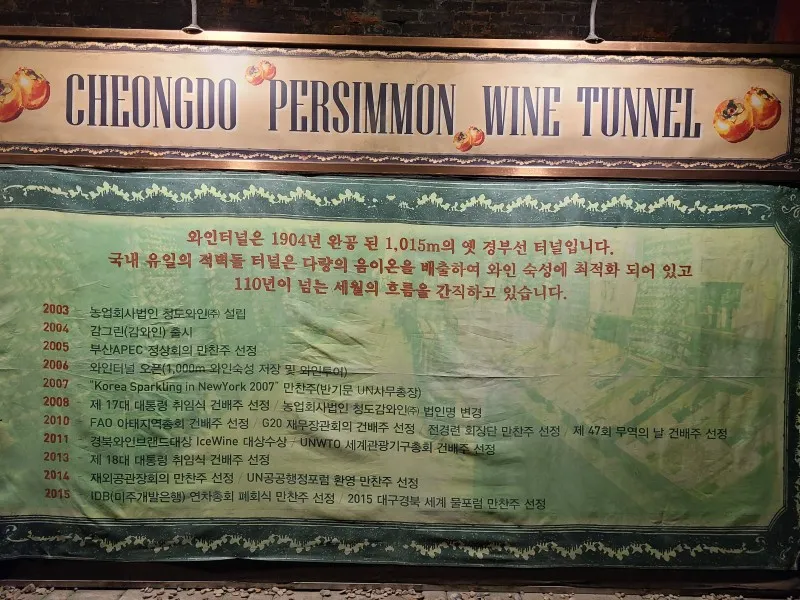 CHEONGDO PERSIMMON WINE TUNNEL
와인터널은 1904년 완공 된 1,015m의 옛 경부선 터널입니다.
국내 유일의 적벽돌 터널은 다량의 음이온을 배출하여 와인 숙성에 최적화 되어 있고
110년이 넘는 세월의 흐름을 간직하고 있습니다.
2003 농업회사법인 청도와인㈜ 설립
2004 감그린(감와인) 출시
2005 부산APEC 정상회의 만찬주 선정
2006 와인터널 오픈(1,000m 와인숙성 저장 및 와인투어)
2007 "Korea Sparkling in NewYork 2007" 만찬주(반기문 UN사무총장)
2008 제 17대 대통령 취임식 건배주 선정 / 농업회사법인 청도감와인㈜ 법인명 변경
2010 FAO 아태지역총회 건배주 선정 / G20 재무장관회의 건배주 선정 / 전경련 회장단 만찬주 선정 / 제 47회 무역의 날 건배주 선정
2011 경북와인브랜드대상 IceWine 대상수상 / UNWTO 세계관광기구총회 건배주 선정
2013 제 18대 대통령 취임식 건배주 선정
2014 재외공관장회의 만찬주 선정 / UN공공행정포럼 환영 만찬주 선정
2015 IDB(미주개발은행) 연차총회 폐회식 만찬주 선정 / 2015 대구경북 세계 물포럼 만찬주 선정